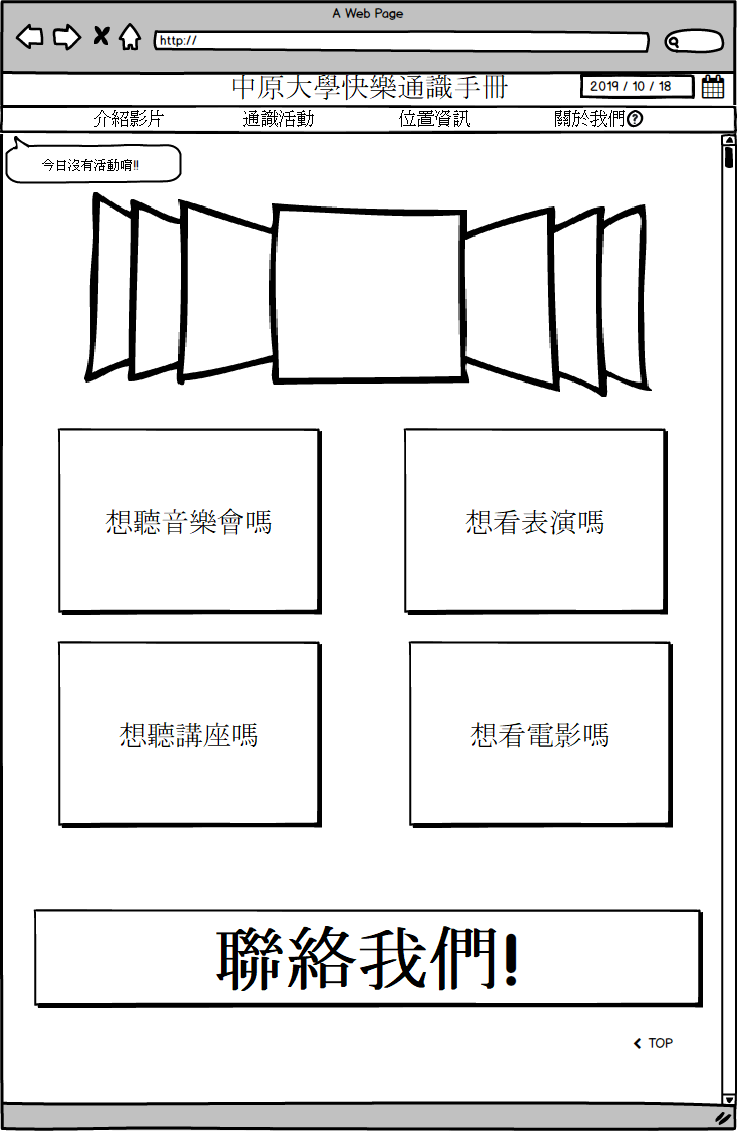 A Web Page
http://
中原大學快樂通識手冊
2019 / 10 / 18
介紹影片 通識活動 位置資訊 關於我們?
今日沒有活動唷!!
想聽音樂會嗎 想看表演嗎
想聽講座嗎 想看電影嗎
聯絡我們!
TOP